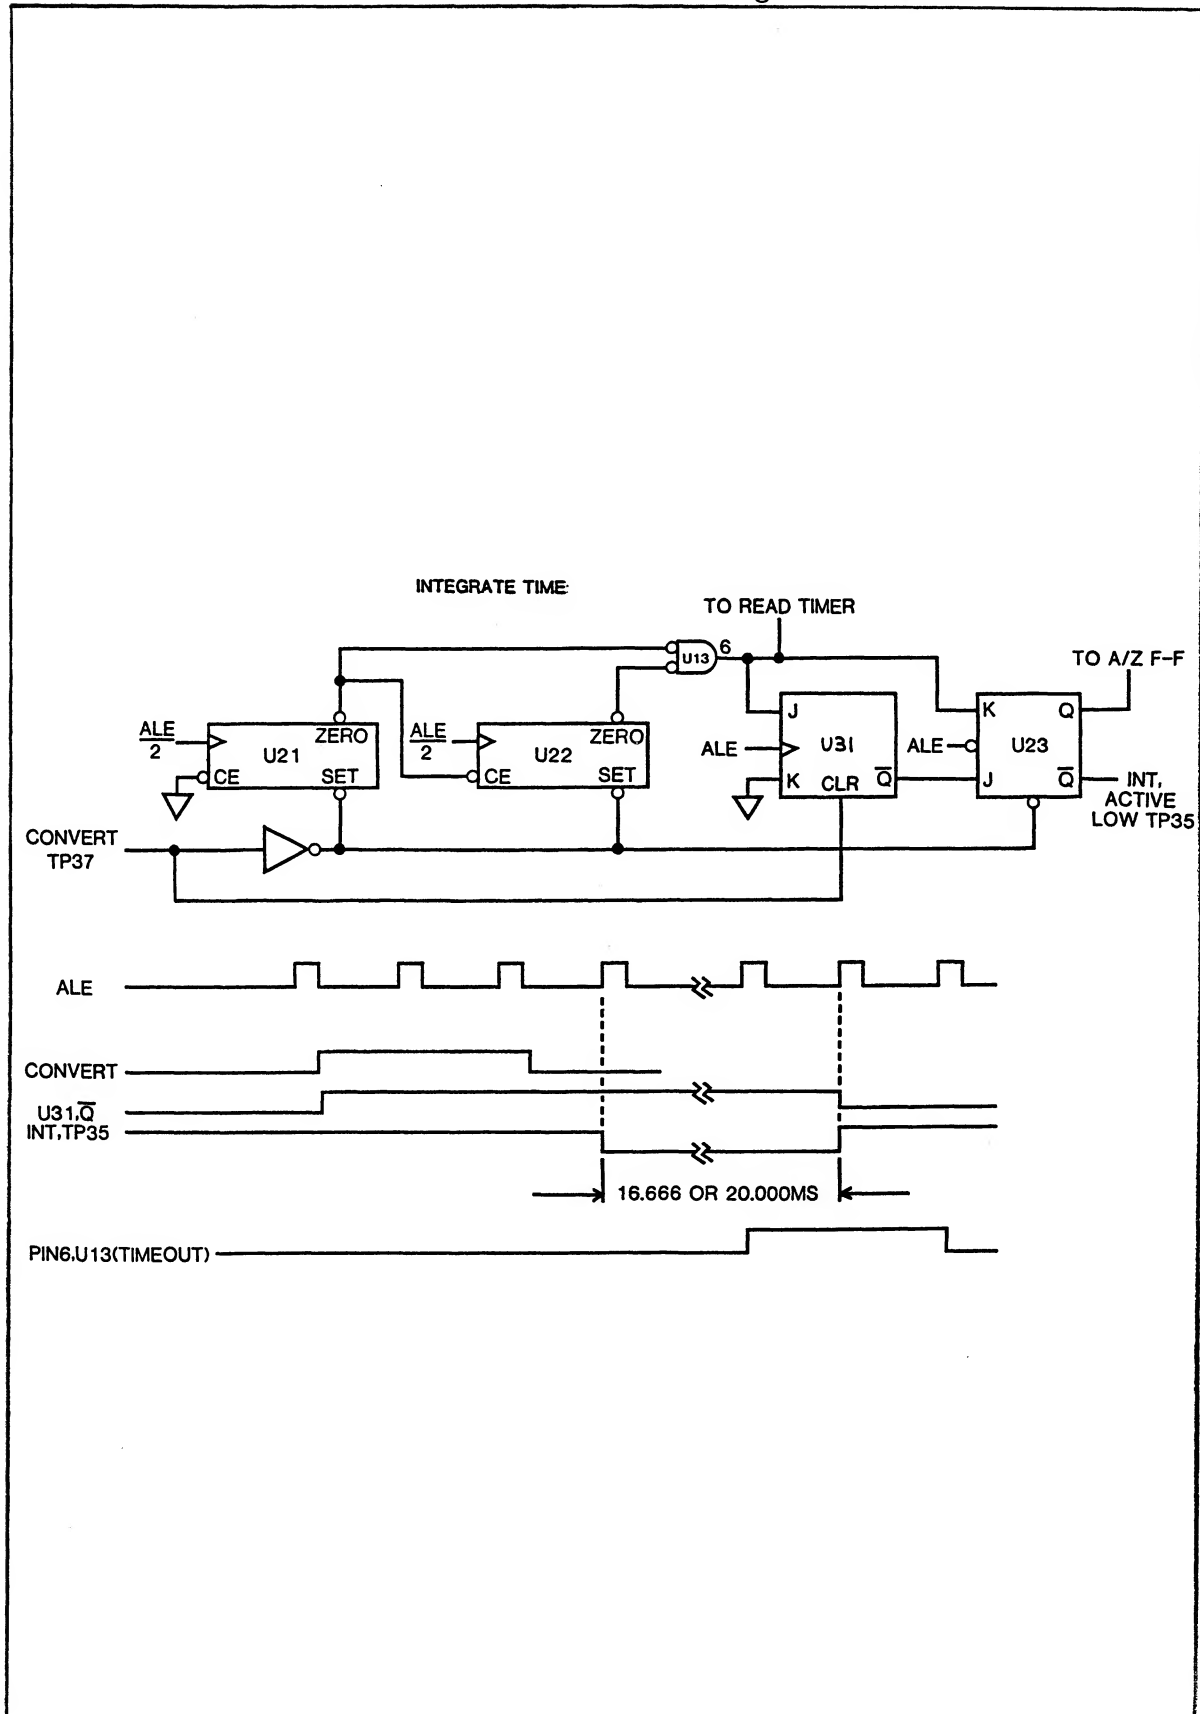 INTEGRATE TIME:
TO READ TIMER
TO A/Z F-F
6
U13
ALE
2
ZERO
U21
CE
SET
ALE
2
ZERO
U22
CE
SET
J
ALE
U31
K
CLR
Q̅
K
Q
ALE
U23
J
Q̅
INT,
ACTIVE
LOW TP35
CONVERT
TP37
ALE
CONVERT
U31,Q̅
INT,TP35
16.666 OR 20.000MS
PIN6,U13(TIMEOUT)